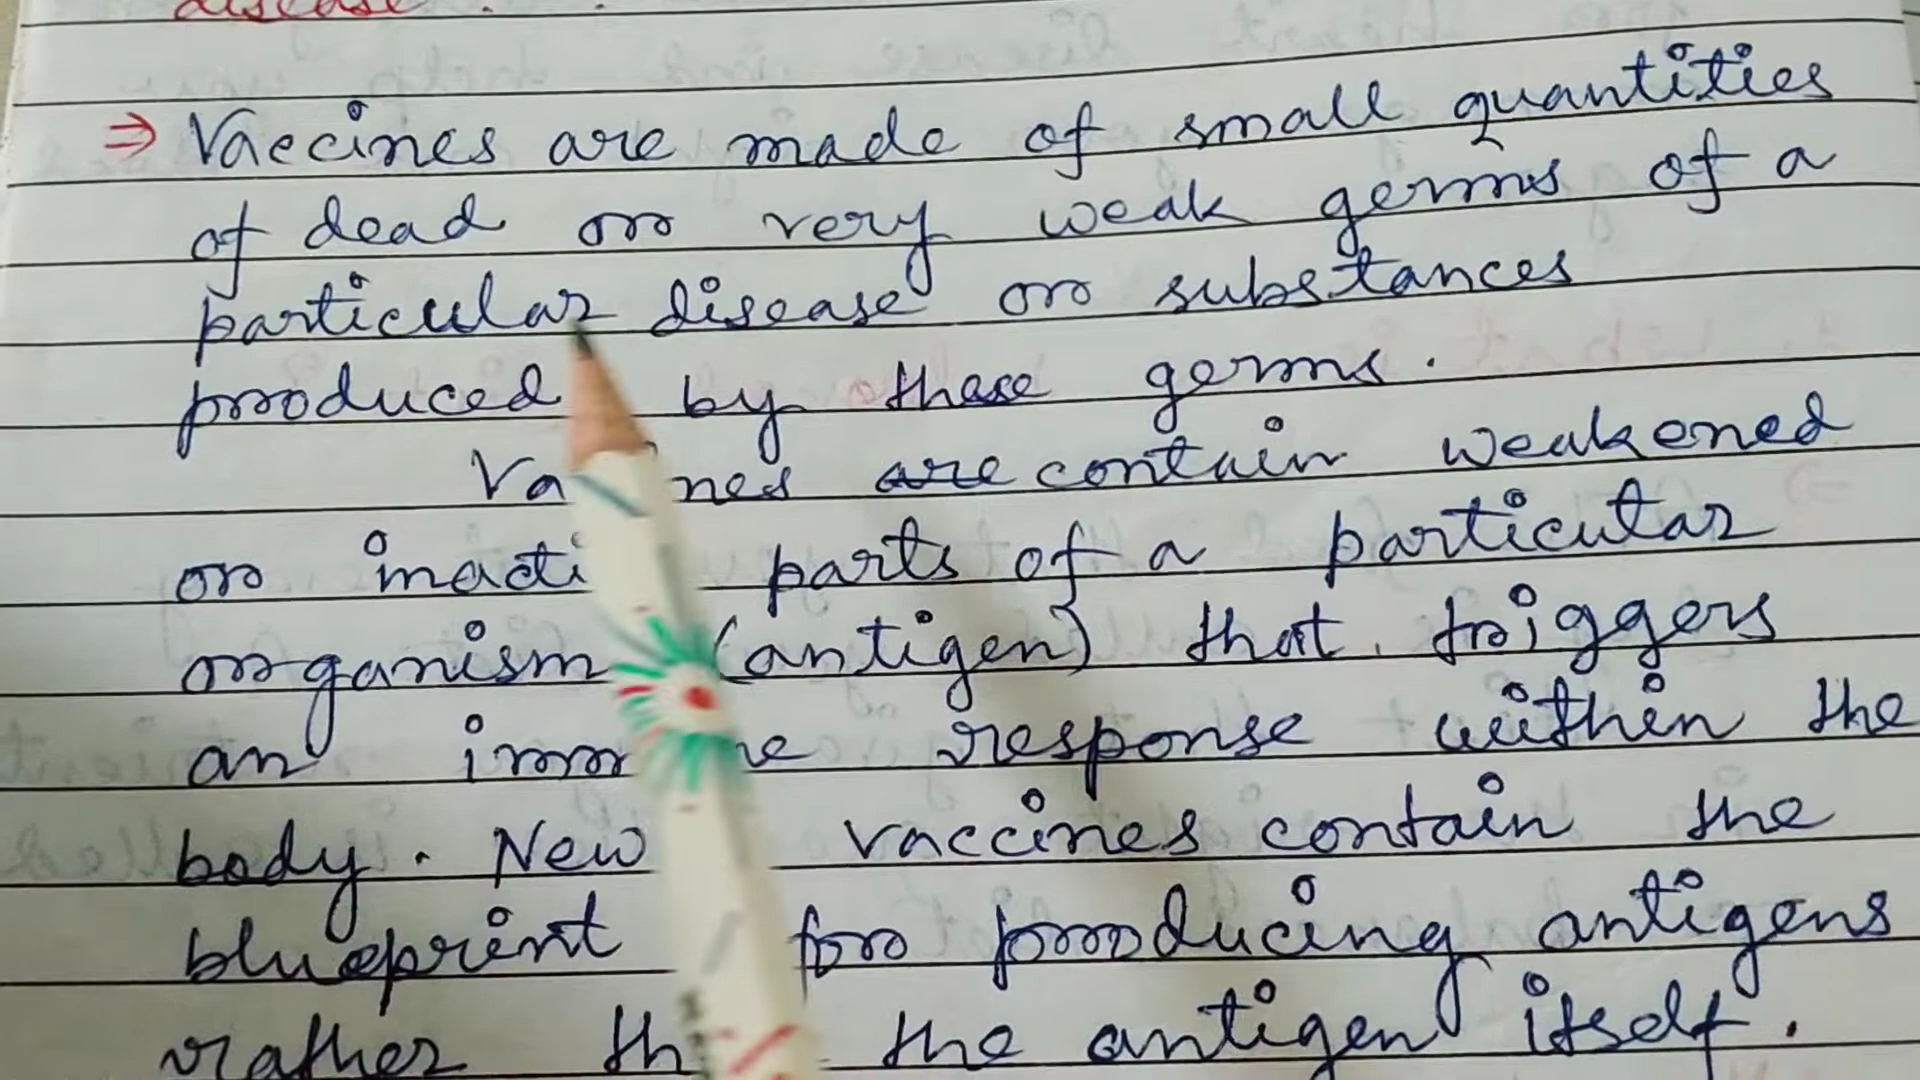 disease.
⇒ Vaccines are made of small quantities
of dead or very weak germs of a
particular disease or substances
produced by these germs.
are contain weakened
or parts of a particular
organism (antigen) that triggers
an response within the
body. New vaccines contain the
blueprint for producing antigens
rather the antigen itself.